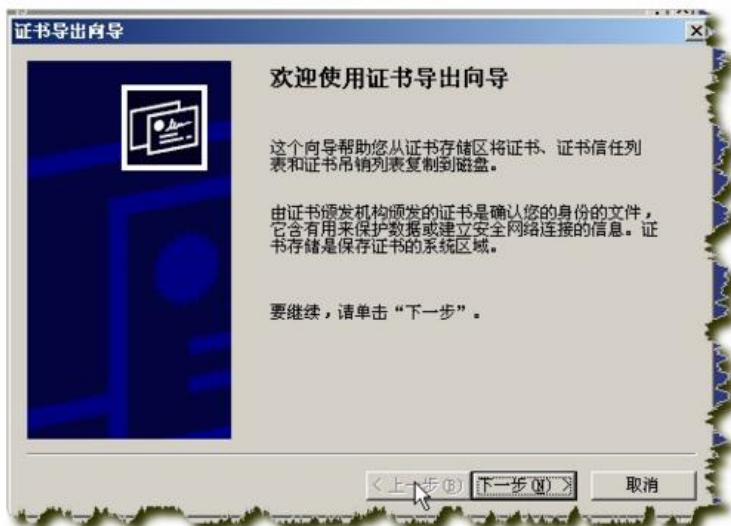 证书导出向导
欢迎使用证书导出向导
这个向导帮助您从证书存储区将证书、证书信任列
表和证书吊销列表复制到磁盘。
由证书颁发机构颁发的证书是确认您的身份的文件，
它含有用来保护数据或建立安全网络连接的信息。证
书存储是保存证书的系统区域。
要继续，请单击“下一步”。
< 上一步(B) 下一步(N) > 取消